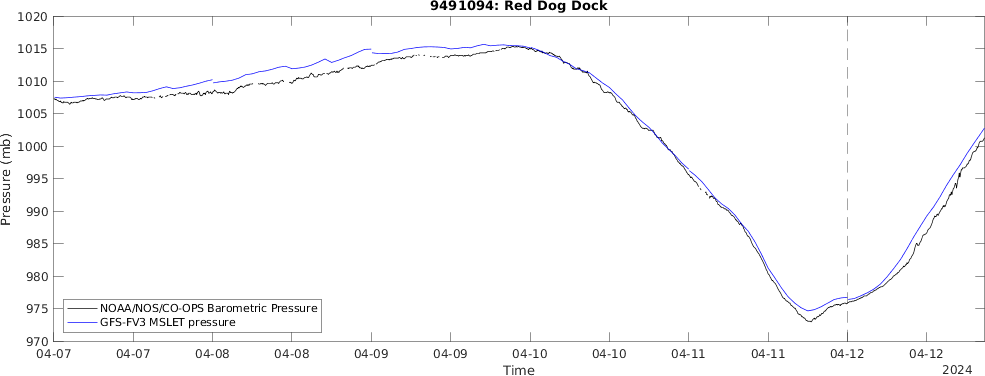 9491094: Red Dog Dock
1020
1015
1010
1005
1000
995
990
985
980
975
970
Pressure (mb)
NOAA/NOS/CO-OPS Barometric Pressure
GFS-FV3 MSLET pressure
04-07 04-07 04-08 04-08 04-09 04-09 04-10 04-10 04-11 04-11 04-12 04-12
Time
2024